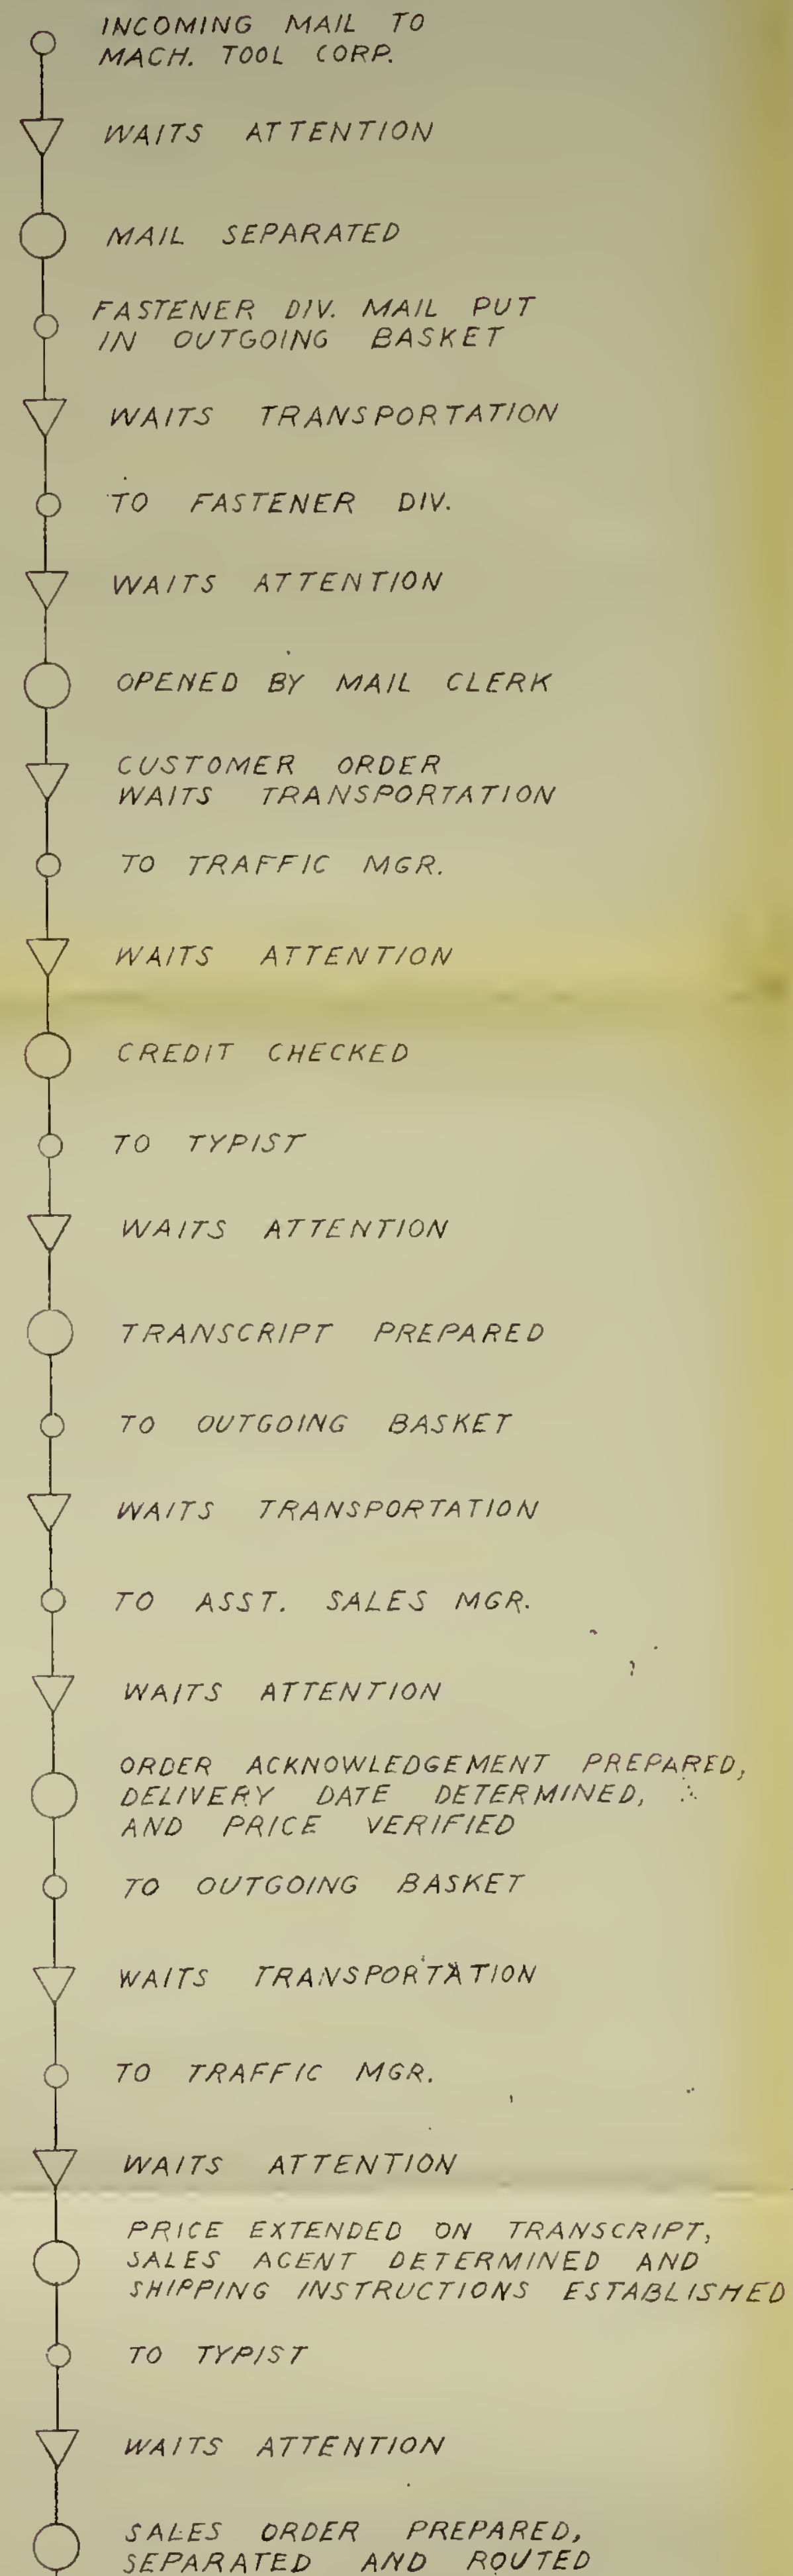 INCOMING MAIL TO
MACH. TOOL CORP.
WAITS ATTENTION
MAIL SEPARATED
FASTENER DIV. MAIL PUT
IN OUTGOING BASKET
WAITS TRANSPORTATION
TO FASTENER DIV.
WAITS ATTENTION
OPENED BY MAIL CLERK
CUSTOMER ORDER
WAITS TRANSPORTATION
TO TRAFFIC MGR.
WAITS ATTENTION
CREDIT CHECKED
TO TYPIST
WAITS ATTENTION
TRANSCRIPT PREPARED
TO OUTGOING BASKET
WAITS TRANSPORTATION
TO ASST. SALES MGR.
WAITS ATTENTION
ORDER ACKNOWLEDGEMENT PREPARED,
DELIVERY DATE DETERMINED,
AND PRICE VERIFIED
TO OUTGOING BASKET
WAITS TRANSPORTATION
TO TRAFFIC MGR.
WAITS ATTENTION
PRICE EXTENDED ON TRANSCRIPT,
SALES AGENT DETERMINED AND
SHIPPING INSTRUCTIONS ESTABLISHED
TO TYPIST
WAITS ATTENTION
SALES ORDER PREPARED,
SEPARATED AND ROUTED